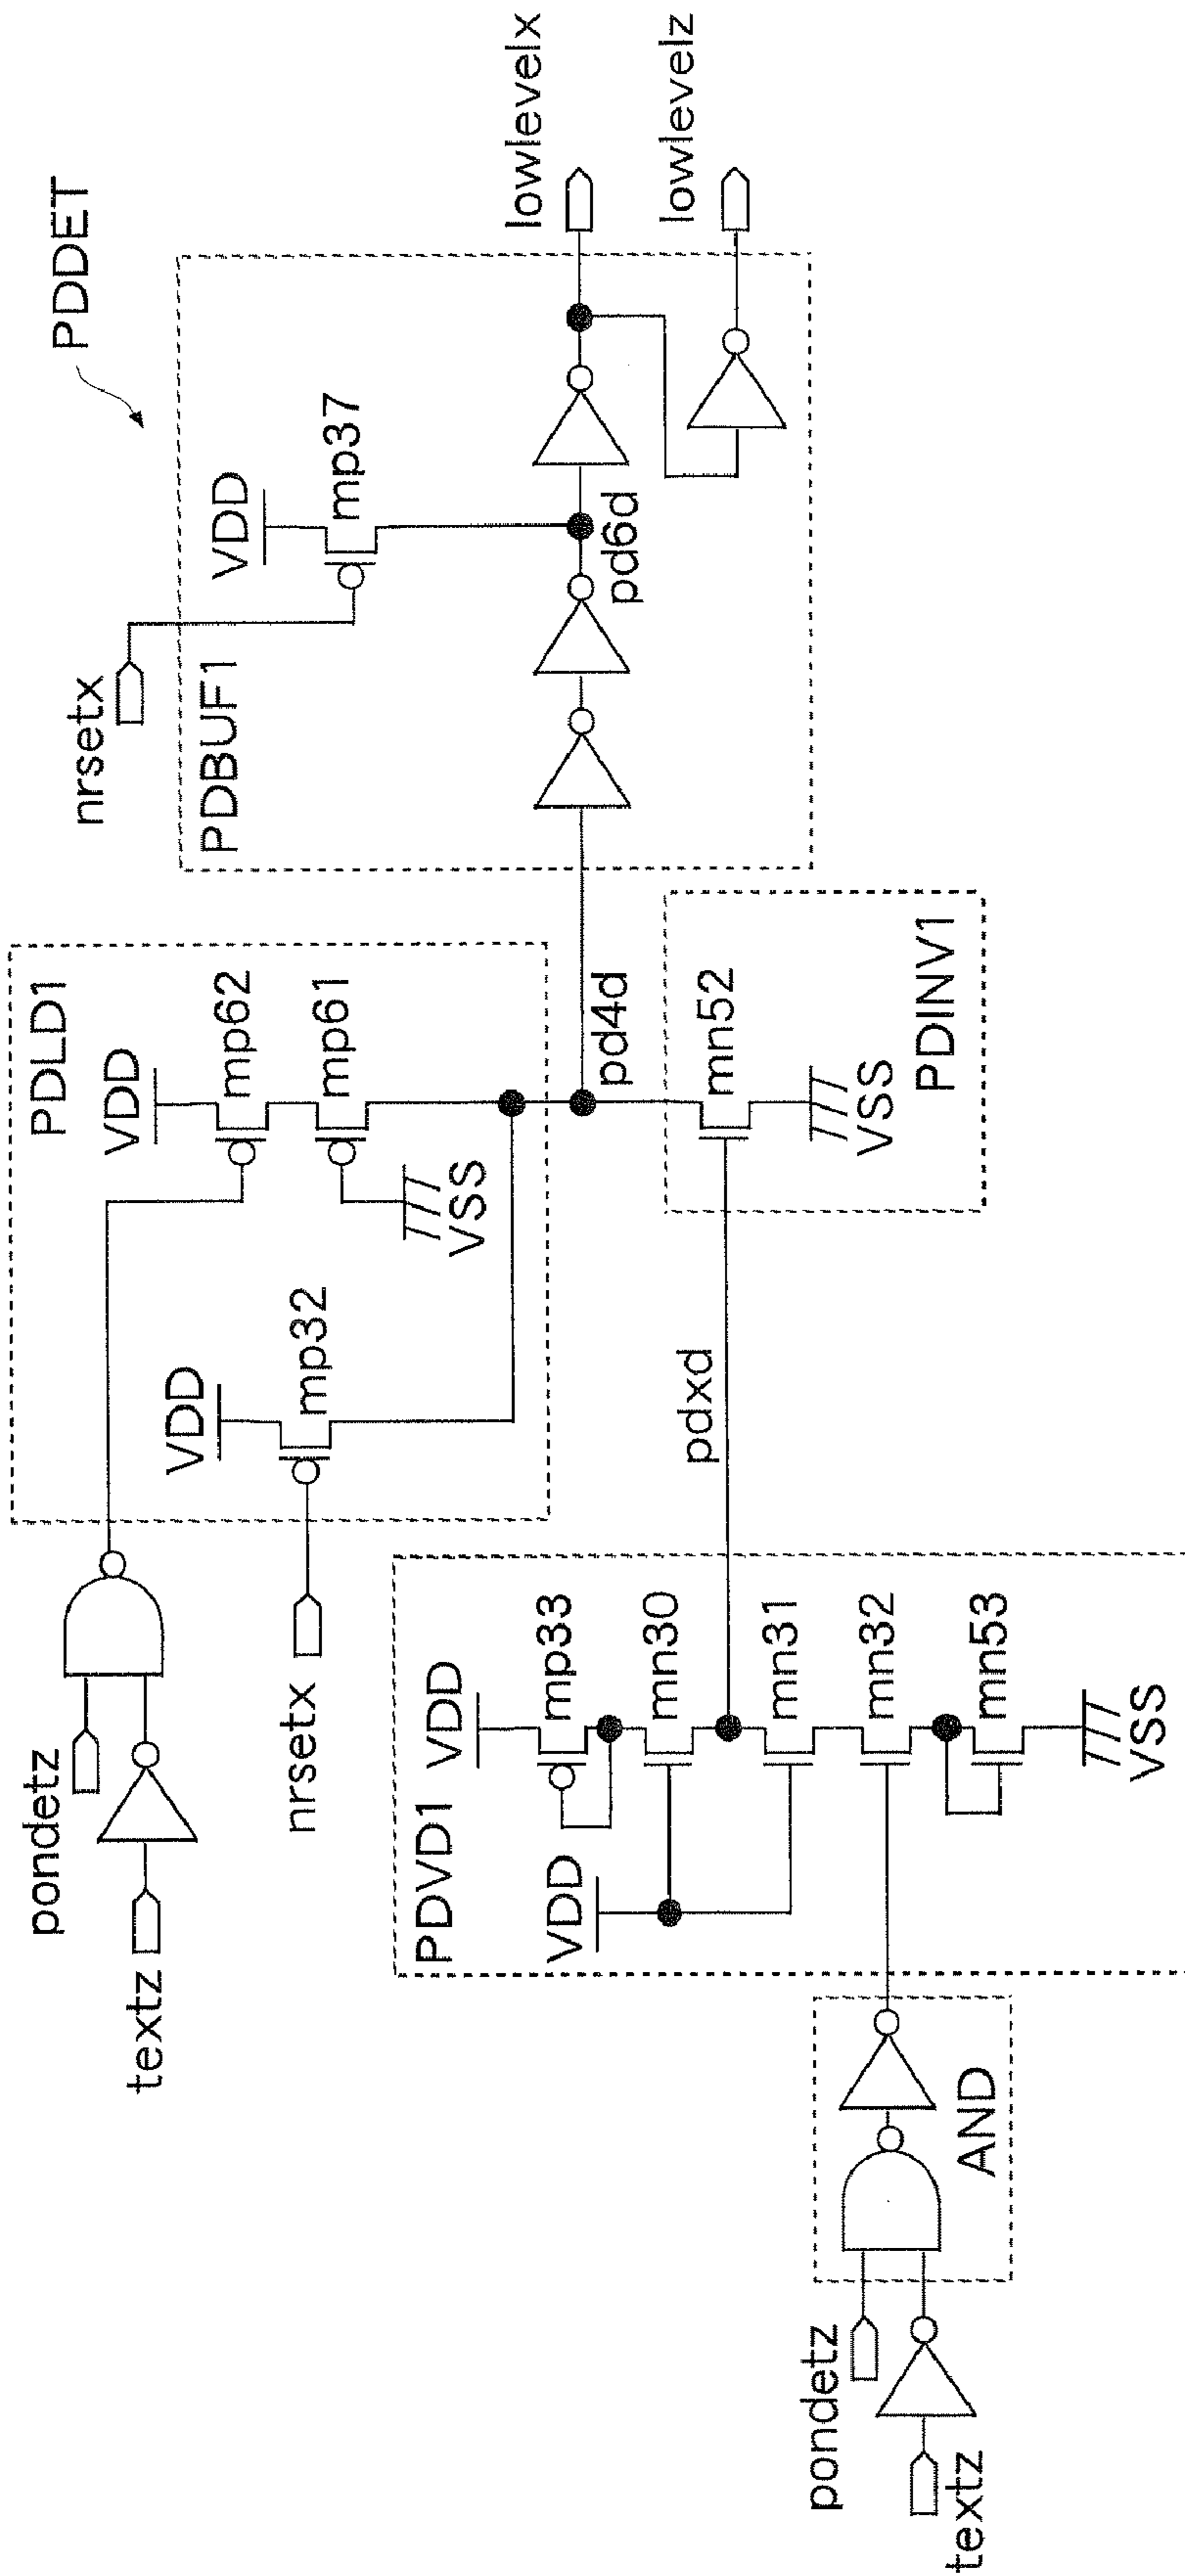 PDDET
nrsetx
PDBUF1
VDD
mp37
pd6d
lowlevelx
lowlevelz
PDLD1
VDD
mp62
mp61
VSS
VDD
mp32
pondetz
textz
nrsetx
pd4d
mn52
VSS
PDINV1
pdxd
PDVD1
VDD
VDD
mp33
mn30
mn31
mn32
mn53
VSS
AND
pondetz
textz